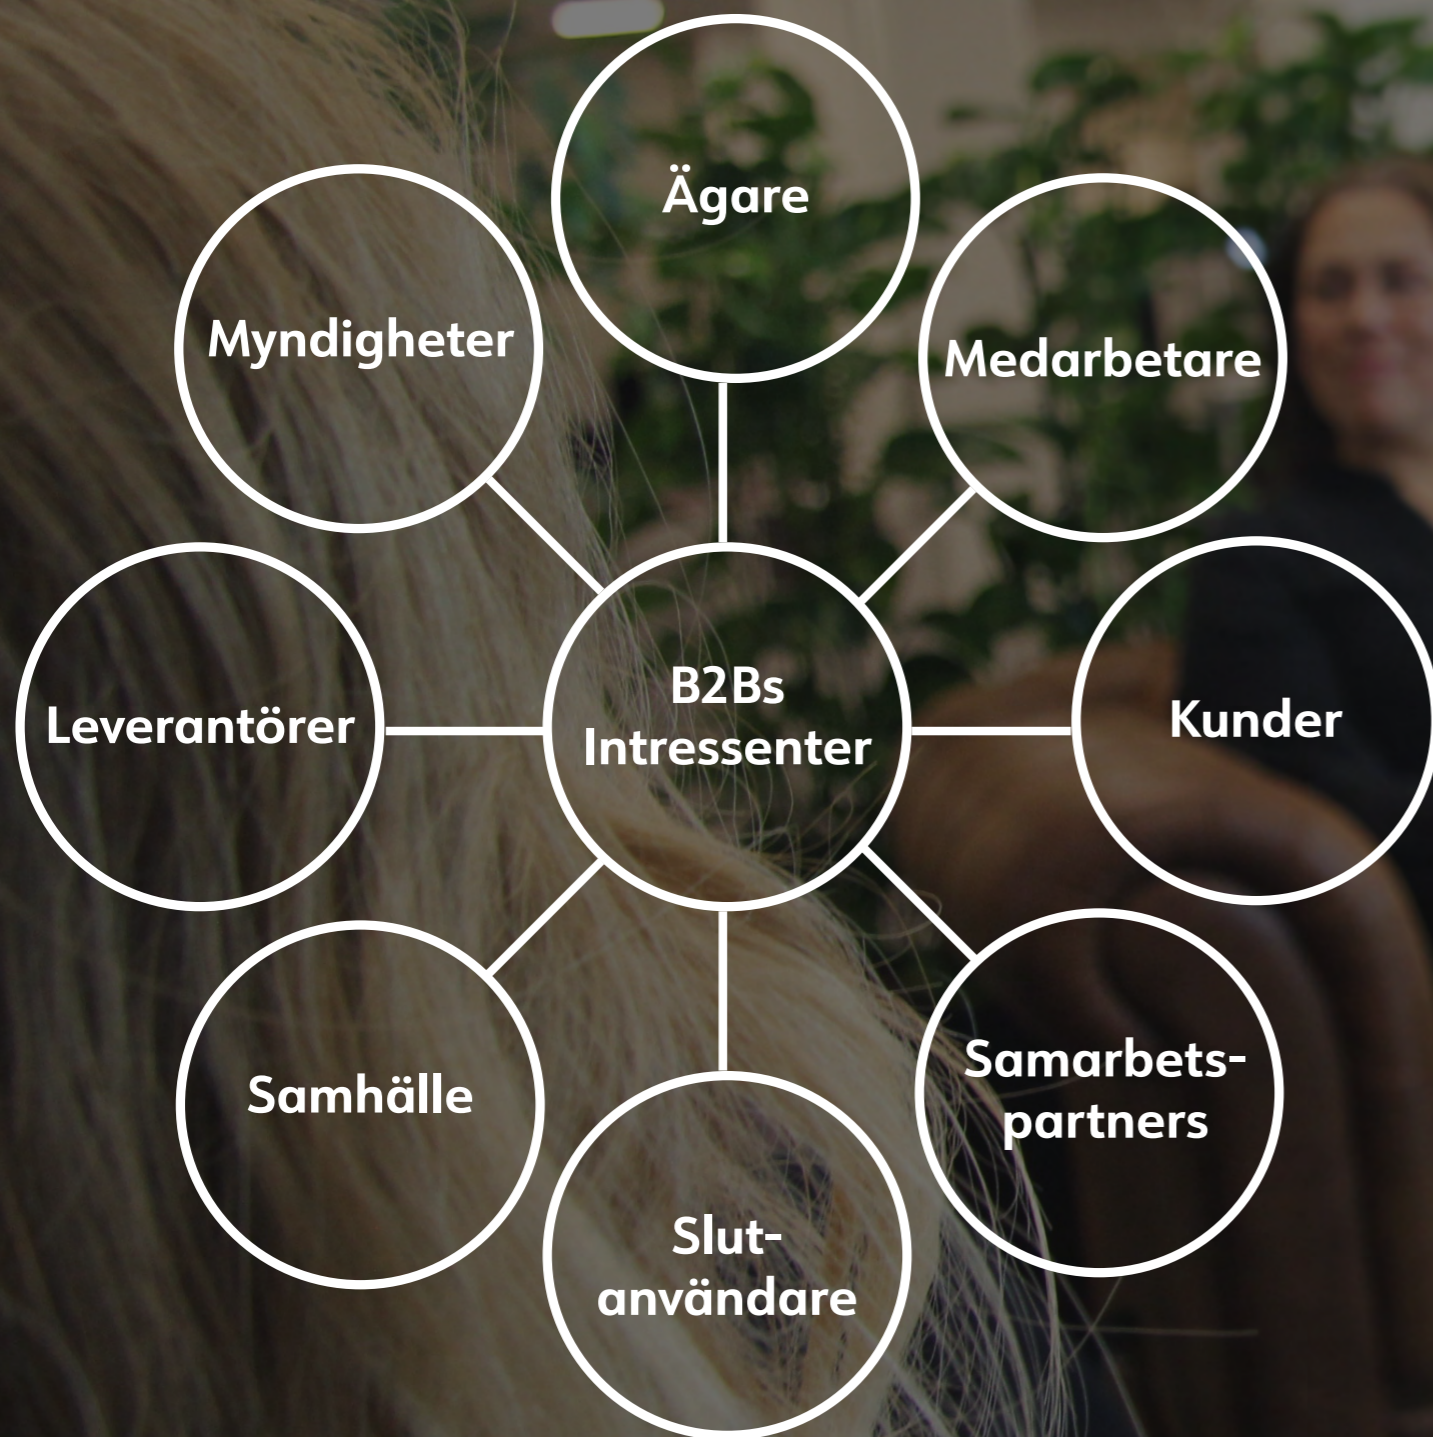 Ägare
Myndigheter
Medarbetare
B2Bs
Intressenter
Leverantörer
Kunder
Samhälle
Samarbets-
partners
Slut-
användare